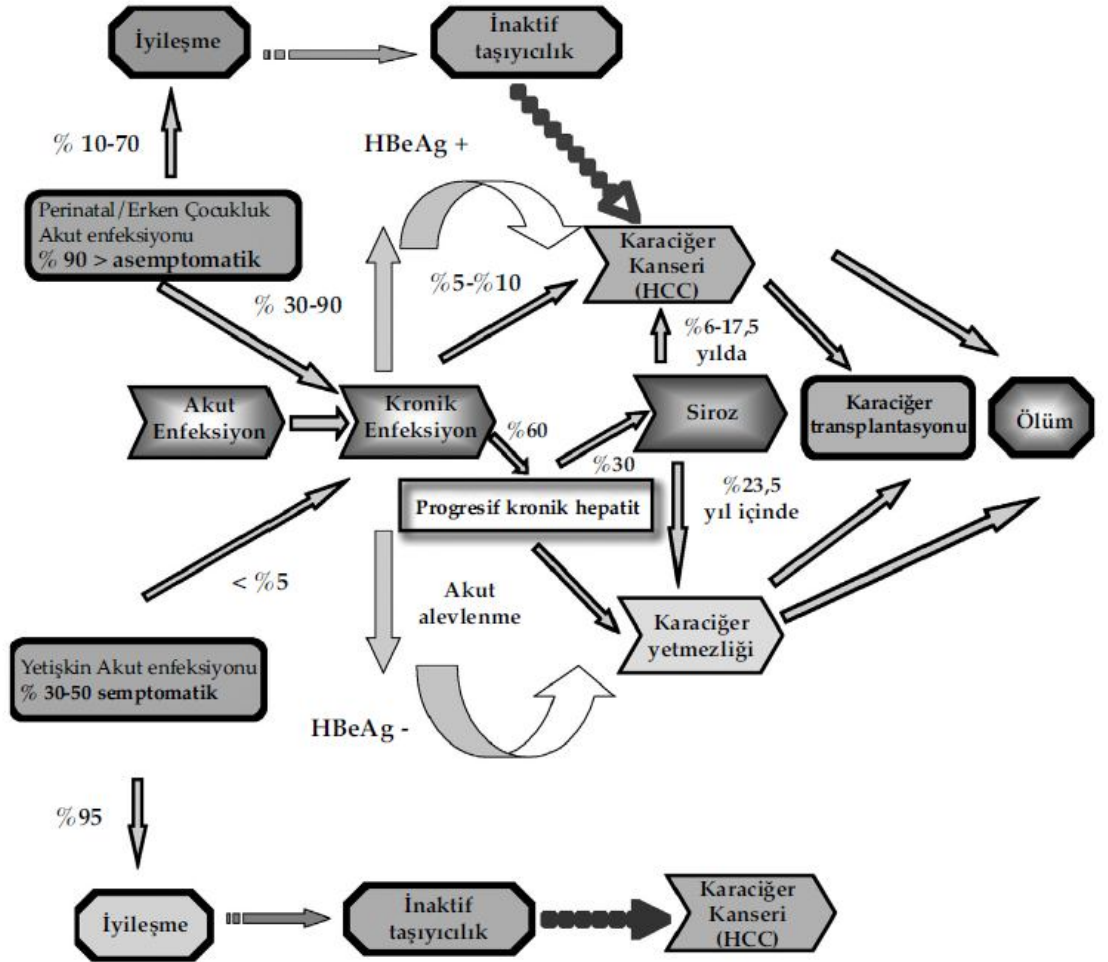 İyileşme
İnaktif
taşıyıcılık
% 10-70
HBeAg +
Perinatal/Erken Çocukluk
Akut enfeksiyonu
% 90 > asemptomatik
Karaciğer
Kanseri
(HCC)
% 30-90
%5-%10
%6-17,5
yılda
Akut
Enfeksiyon
Kronik
Enfeksiyon
Siroz
Karaciğer
transplantasyonu
Ölüm
%60
%30
Progresif kronik hepatit
%23,5
yıl içinde
< %5
Akut
alevlenme
Karaciğer
yetmezliği
Yetişkin Akut enfeksiyonu
% 30-50 semptomatik
HBeAg -
%95
İyileşme
İnaktif
taşıyıcılık
Karaciğer
Kanseri
(HCC)